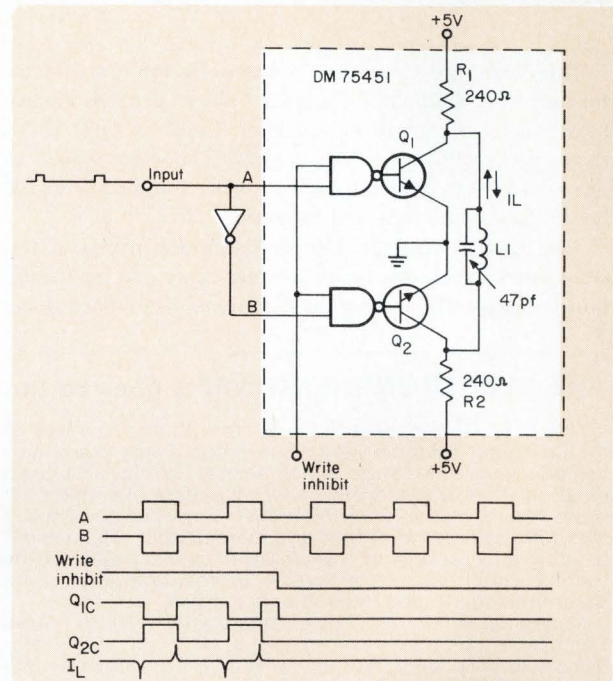 +5V
DM 75451
R1
240Ω
Q1
Input
A
IL
L1
47pf
B
Q2
240Ω
R2
Write
inhibit
+5V
A
B
Write
inhibit
Q1C
Q2C
IL